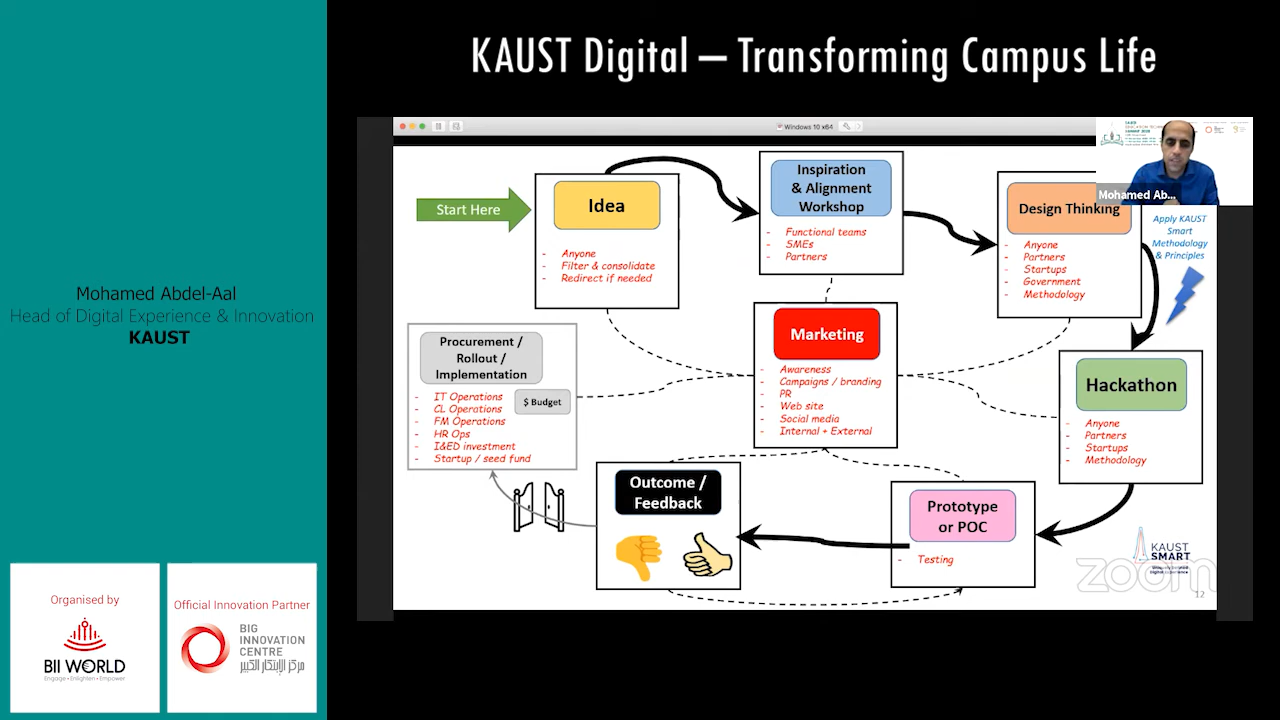 KAUST Digital – Transforming Campus Life
Windows 10 x64
Mohamed Ab...
Start Here
Idea
- Anyone
- Filter & consolidate
- Redirect if needed
Inspiration
& Alignment
Workshop
- Functional teams
- SMEs
- Partners
Design Thinking
- Anyone
- Partners
- Startups
- Government
- Methodology
Apply KAUST
Smart
Methodology
& Principles
Procurement /
Rollout /
Implementation
$ Budget
- IT Operations
- CL Operations
- FM Operations
- HR Ops
- I&ED investment
- Startup / seed fund
Marketing
- Awareness
- Campaigns / branding
- PR
- Web site
- Social media
- Internal + External
Hackathon
- Anyone
- Partners
- Startups
- Methodology
Outcome /
Feedback
Prototype
or POC
- Testing
KAUST
SMART
zoom
12
Mohamed Abdel-Aal
Head of Digital Experience & Innovation
KAUST
Organised by
BII WORLD
Engage • Enlighten • Empower
Official Innovation Partner
BIG
INNOVATION
CENTRE
مركز الابتكار الكبير